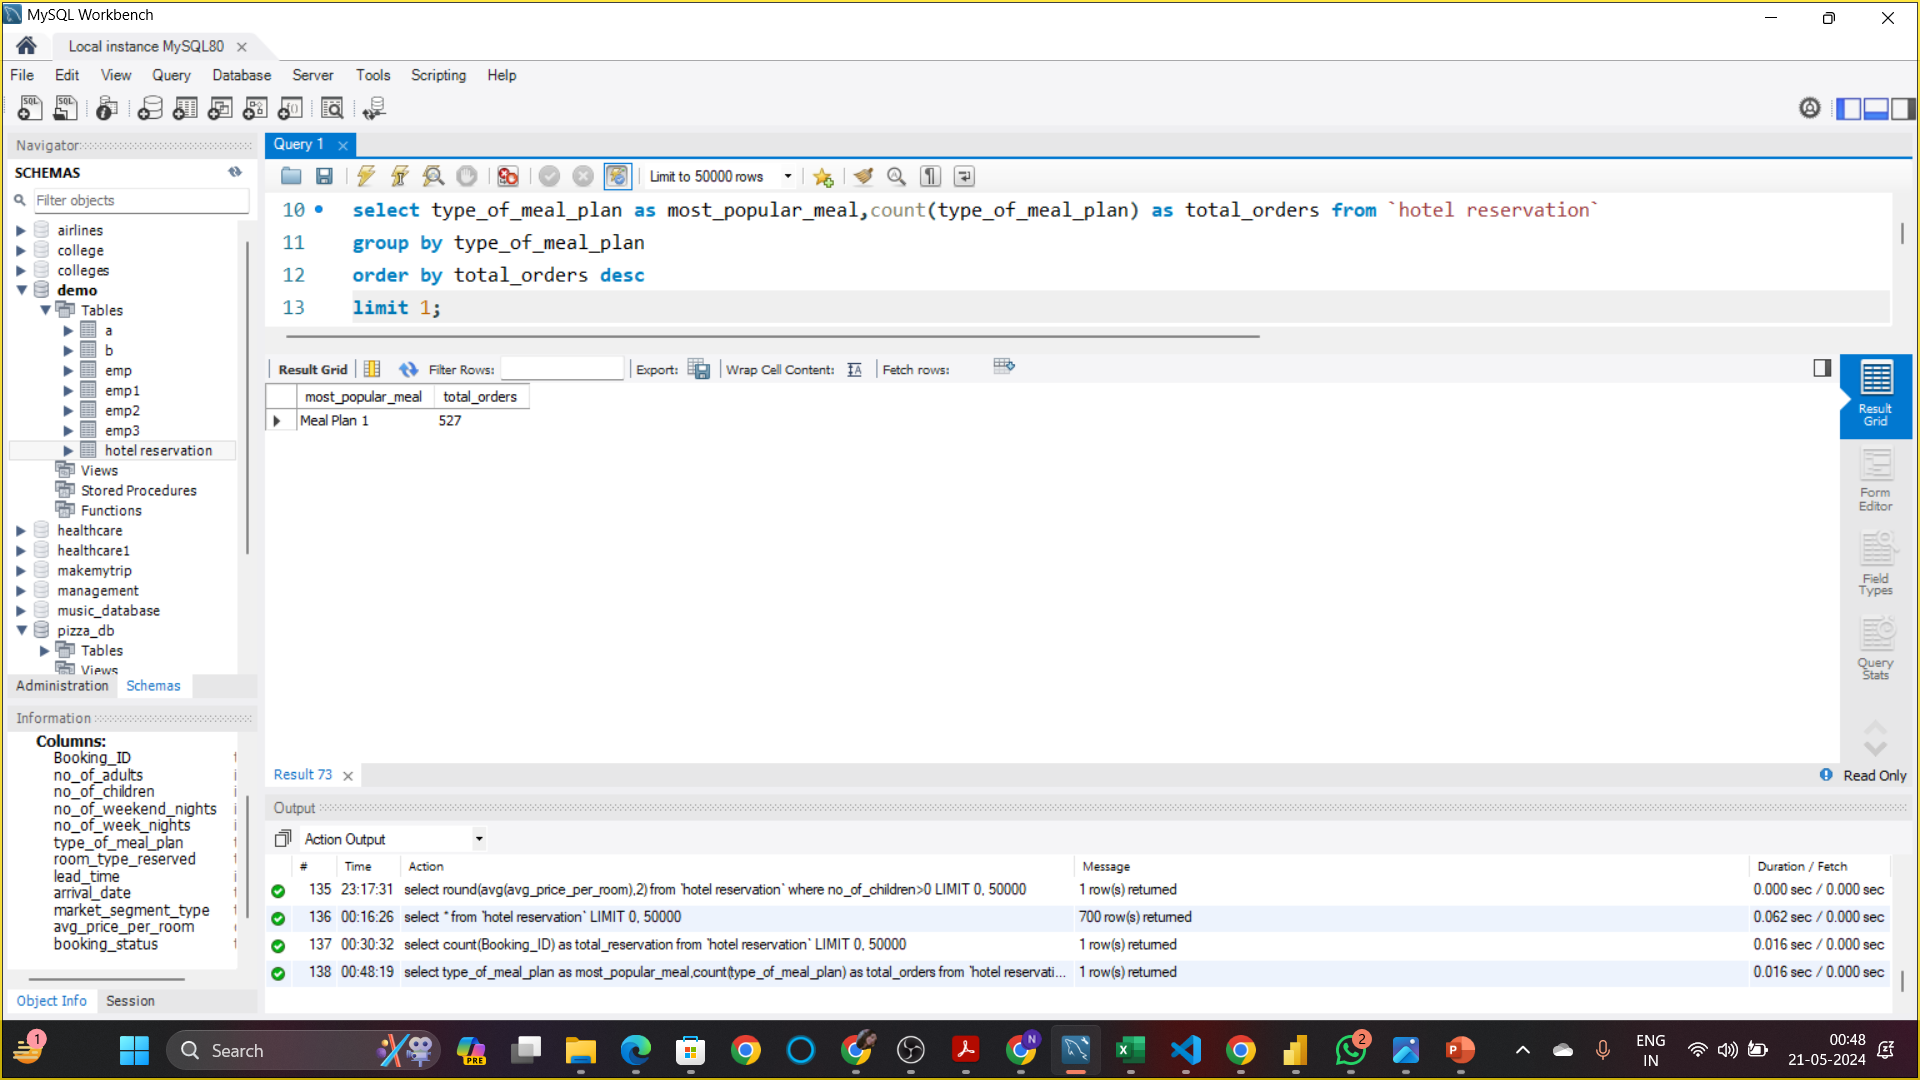 MySQL Workbench
Local instance MySQL80
File Edit View Query Database Server Tools Scripting Help
Navigator
SCHEMAS
Filter objects
airlines
college
colleges
demo
Tables
a
b
emp
emp1
emp2
emp3
hotel reservation
Views
Stored Procedures
Functions
healthcare
healthcare1
makemytrip
management
music_database
pizza_db
Tables
Views
Administration Schemas
Information
Columns:
Booking_ID
no_of_adults
no_of_children
no_of_weekend_nights
no_of_week_nights
type_of_meal_plan
room_type_reserved
lead_time
arrival_date
market_segment_type
avg_price_per_room
booking_status
Object Info Session
Query 1
Limit to 50000 rows
10 select type_of_meal_plan as most_popular_meal,count(type_of_meal_plan) as total_orders from `hotel reservation`
11 group by type_of_meal_plan
12 order by total_orders desc
13 limit 1;
Result Grid Filter Rows: Export: Wrap Cell Content: Fetch rows:
most_popular_meal total_orders
Meal Plan 1 527
Result Grid
Form Editor
Field Types
Query Stats
Result 73
Read Only
Output
Action Output
# Time Action Message Duration / Fetch
135 23:17:31 select round(avg(avg_price_per_room),2) from `hotel reservation` where no_of_children>0 LIMIT 0, 50000 1 row(s) returned 0.000 sec / 0.000 sec
136 00:16:26 select * from `hotel reservation` LIMIT 0, 50000 700 row(s) returned 0.062 sec / 0.000 sec
137 00:30:32 select count(Booking_ID) as total_reservation from `hotel reservation` LIMIT 0, 50000 1 row(s) returned 0.016 sec / 0.000 sec
138 00:48:19 select type_of_meal_plan as most_popular_meal,count(type_of_meal_plan) as total_orders from `hotel reservati... 1 row(s) returned 0.016 sec / 0.000 sec
1
Search
PRE
N
2
ENG
IN
00:48
21-05-2024